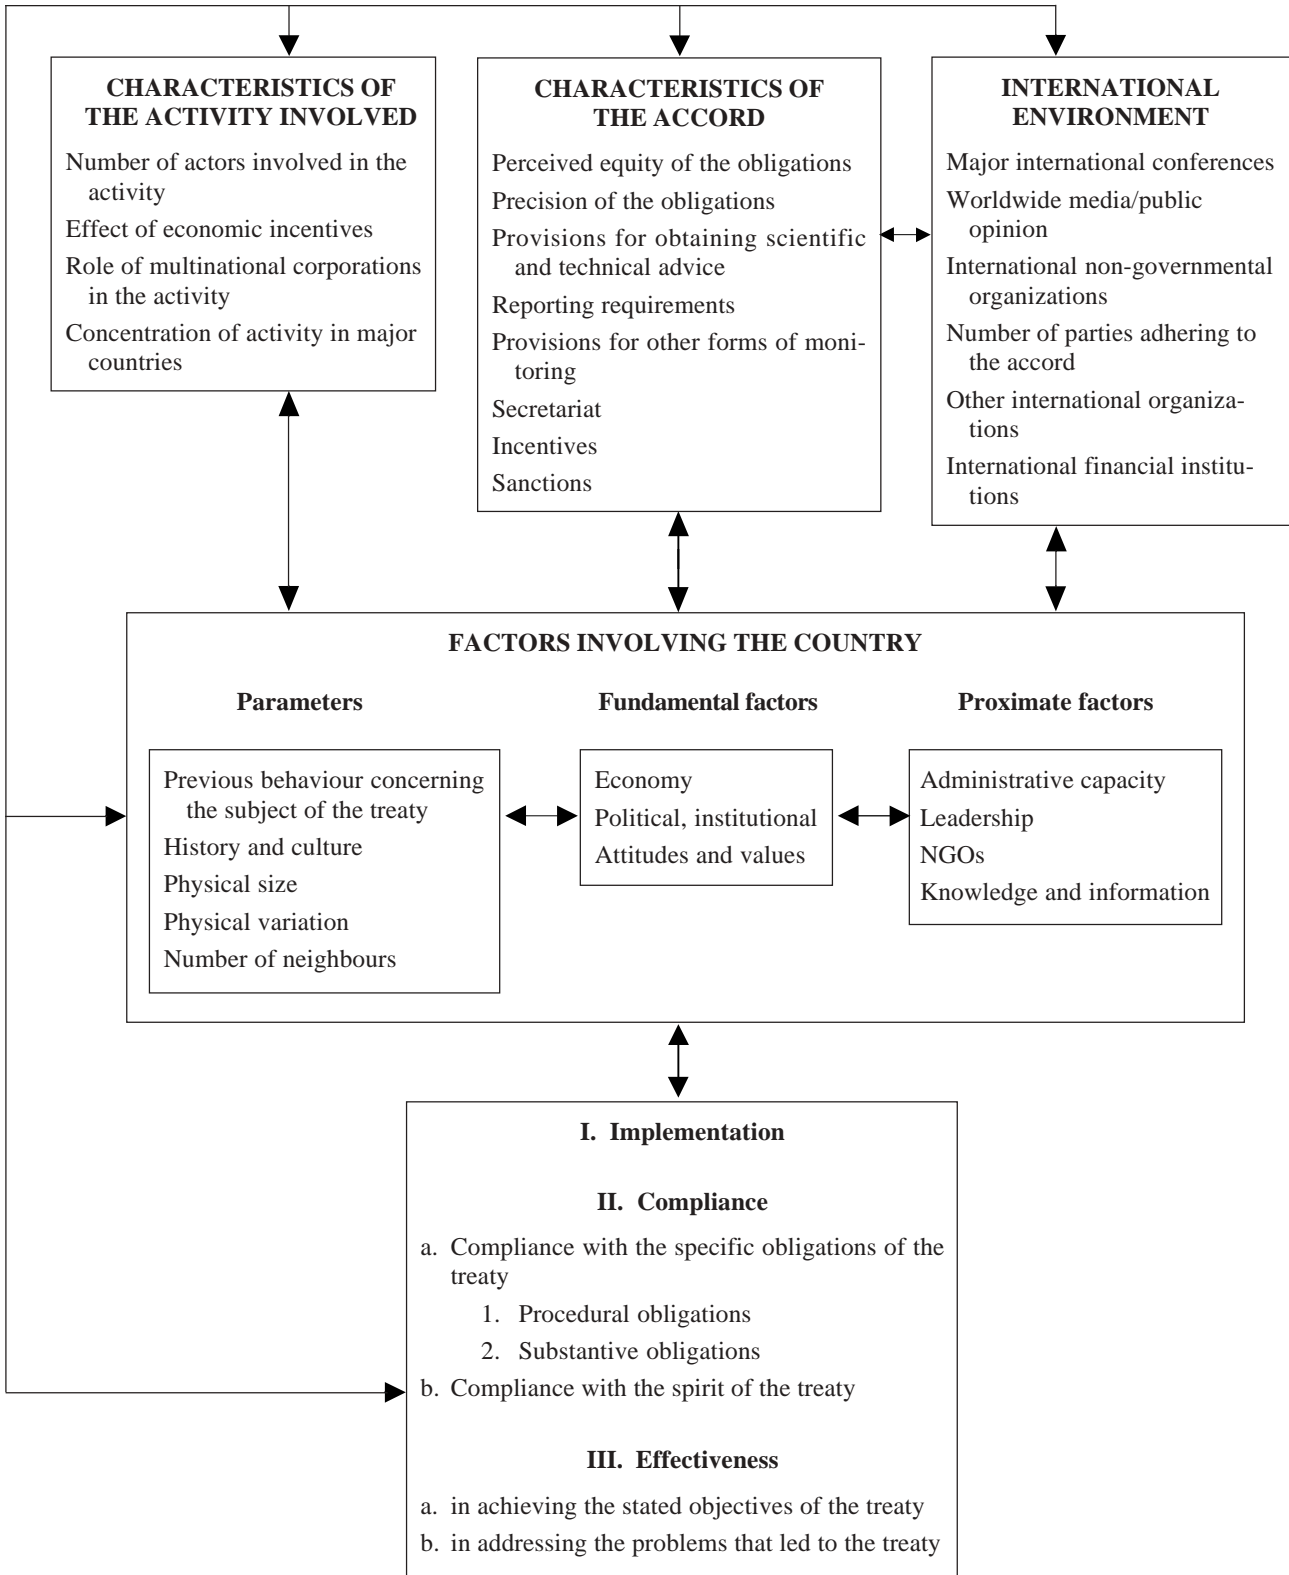 CHARACTERISTICS OF
THE ACTIVITY INVOLVED
Number of actors involved in the
activity
Effect of economic incentives
Role of multinational corporations
in the activity
Concentration of activity in major
countries
CHARACTERISTICS OF
THE ACCORD
Perceived equity of the obligations
Precision of the obligations
Provisions for obtaining scientific
and technical advice
Reporting requirements
Provisions for other forms of moni-
toring
Secretariat
Incentives
Sanctions
INTERNATIONAL
ENVIRONMENT
Major international conferences
Worldwide media/public
opinion
International non-governmental
organizations
Number of parties adhering to
the accord
Other international organiza-
tions
International financial institu-
tions
FACTORS INVOLVING THE COUNTRY
Parameters
Previous behaviour concerning
the subject of the treaty
History and culture
Physical size
Physical variation
Number of neighbours
Fundamental factors
Economy
Political, institutional
Attitudes and values
Proximate factors
Administrative capacity
Leadership
NGOs
Knowledge and information
I. Implementation
II. Compliance
a. Compliance with the specific obligations of the
treaty
1. Procedural obligations
2. Substantive obligations
b. Compliance with the spirit of the treaty
III. Effectiveness
a. in achieving the stated objectives of the treaty
b. in addressing the problems that led to the treaty